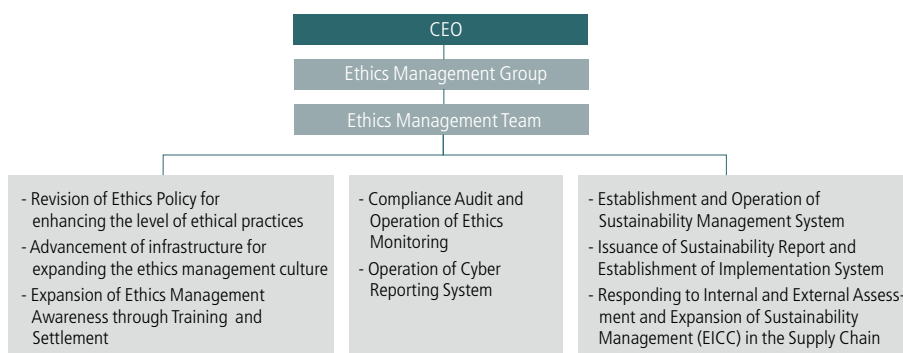 CEO
Ethics Management Group
Ethics Management Team
- Revision of Ethics Policy for
enhancing the level of ethical practices
- Advancement of infrastructure for
expanding the ethics management culture
- Expansion of Ethics Management
Awareness through Training and
Settlement
- Compliance Audit and
Operation of Ethics
Monitoring
- Operation of Cyber
Reporting System
- Establishment and Operation of
Sustainability Management System
- Issuance of Sustainability Report and
Establishment of Implementation System
- Responding to Internal and External Assess-
ment and Expansion of Sustainability
Management (EICC) in the Supply Chain